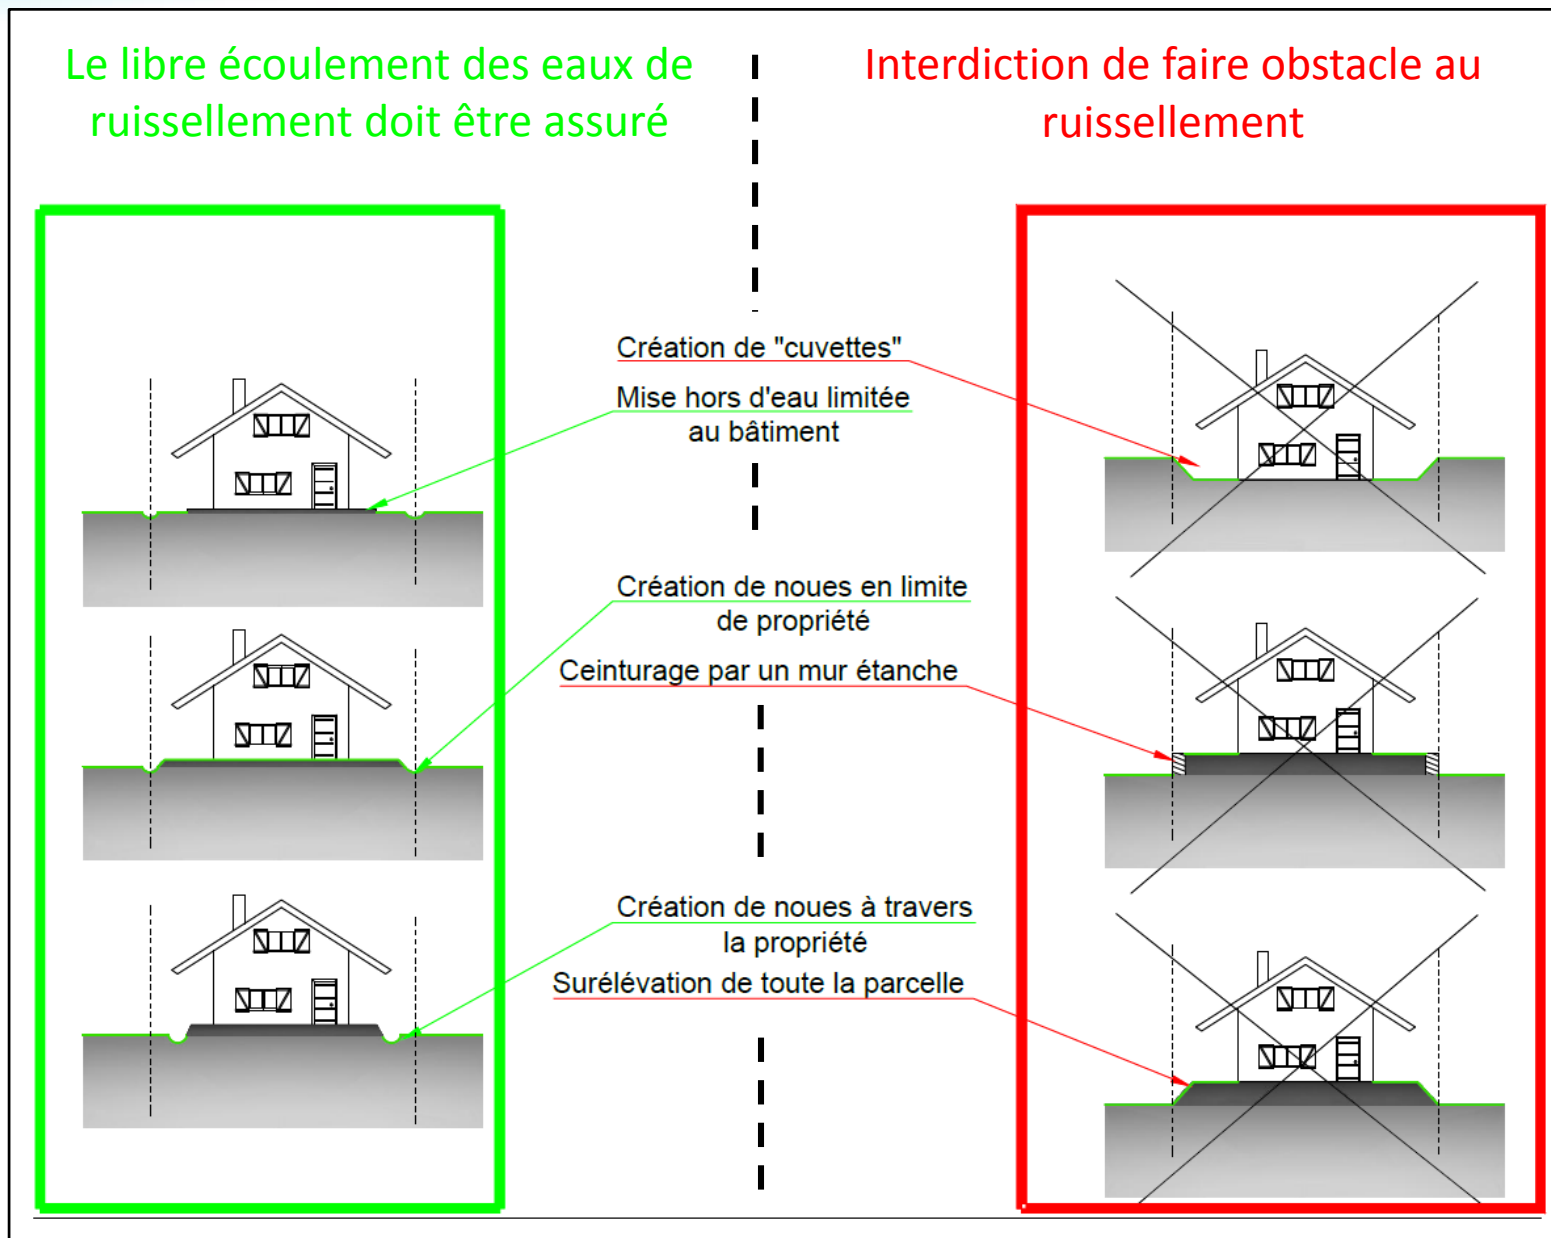 Le libre écoulement des eaux de
ruissellement doit être assuré
Interdiction de faire obstacle au
ruissellement
Création de "cuvettes"
Mise hors d'eau limitée
au bâtiment
Création de noues en limite
de propriété
Ceinturage par un mur étanche
Création de noues à travers
la propriété
Surélévation de toute la parcelle